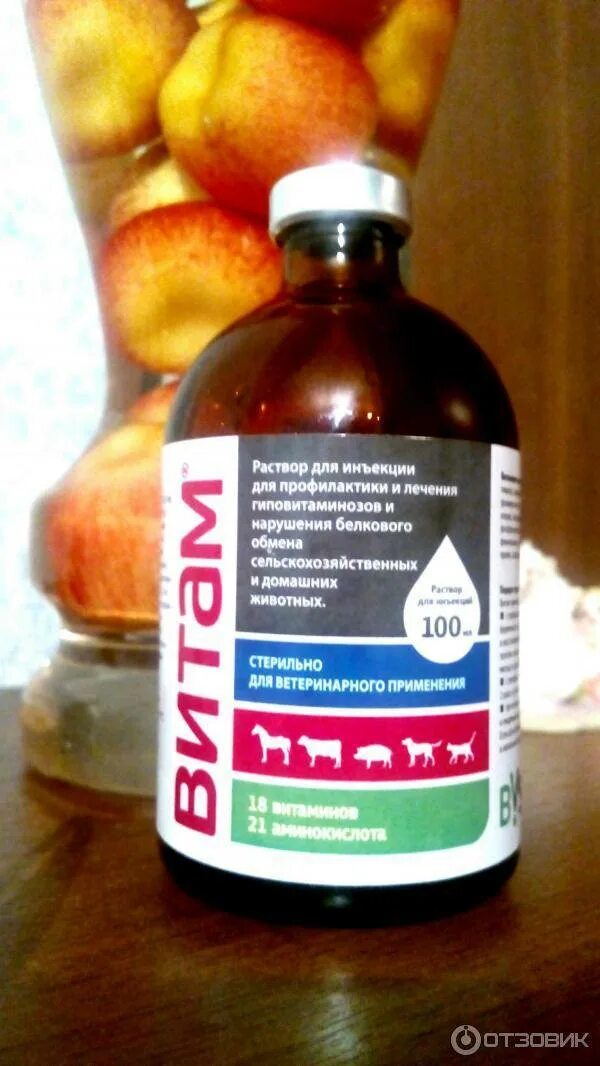 ВИТАМ®
Раствор для инъекции
для профилактики и лечения
гиповитаминозов и
нарушения белкового
обмена
сельскохозяйственных
и домашних
животных.
Раствор
для инъекций
100 мл
СТЕРИЛЬНО
ДЛЯ ВЕТЕРИНАРНОГО ПРИМЕНЕНИЯ
18 витаминов
21 аминокислота
ОТЗОВИК